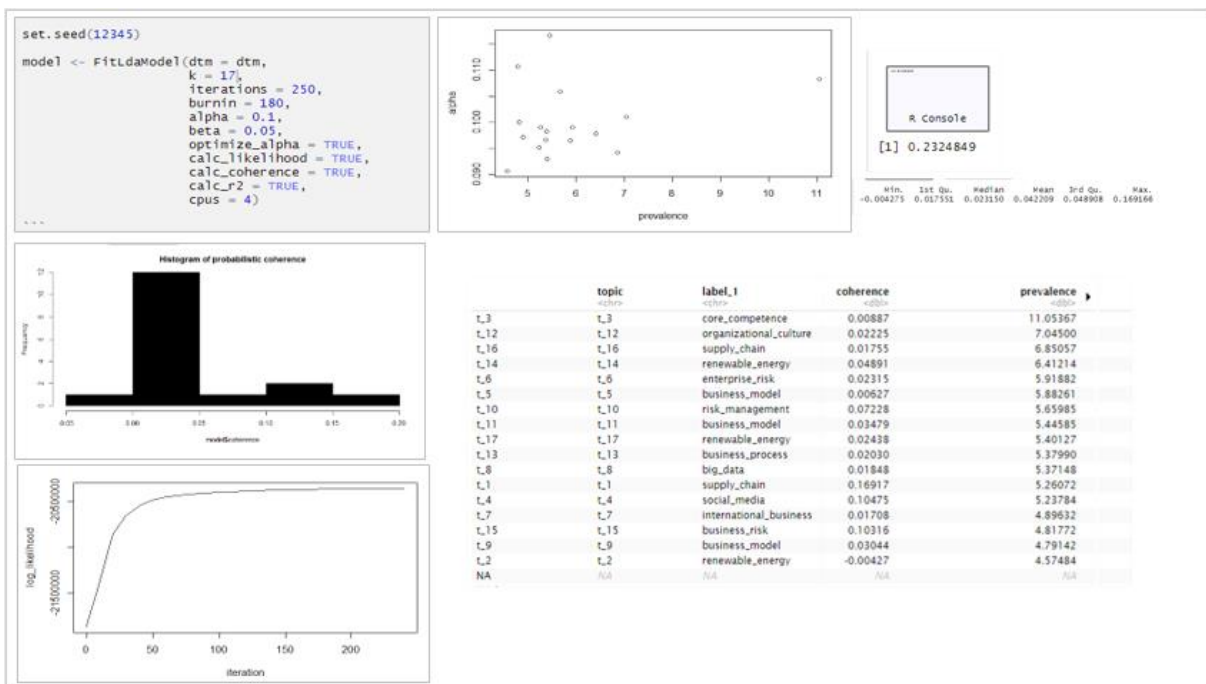 set.seed(12345)
model <- FitLdaModel(dtm = dtm,
k = 17,
iterations = 250,
burnin = 180,
alpha = 0.1,
beta = 0.05,
optimize_alpha = TRUE,
calc_likelihood = TRUE,
calc_coherence = TRUE,
calc_r2 = TRUE,
cpus = 4)
```
alpha
0.090 0.100 0.110
5 6 7 8 9 10 11
prevalence
R Console
[1] 0.2324849
Min. 1st Qu. Median Mean 3rd Qu. Max.
-0.004275 0.017551 0.023150 0.042209 0.048908 0.169166
Histogram of probabilistic coherence
Frequency
0 2 4 6 8 10 12
-0.05 0.00 0.05 0.10 0.15 0.20
model$coherence
log_likelihood
-21500000 -20500000
0 50 100 150 200
iteration
topic label_1 coherence prevalence
<chr> <chr> <dbl> <dbl>
t_3 t_3 core_competence 0.00887 11.05367
t_12 t_12 organizational_culture 0.02225 7.04500
t_16 t_16 supply_chain 0.01755 6.85057
t_14 t_14 renewable_energy 0.04891 6.41214
t_6 t_6 enterprise_risk 0.02315 5.91882
t_5 t_5 business_model 0.00627 5.88261
t_10 t_10 risk_management 0.07228 5.65985
t_11 t_11 business_model 0.03479 5.44585
t_17 t_17 renewable_energy 0.02438 5.40127
t_13 t_13 business_process 0.02030 5.37990
t_8 t_8 big_data 0.01848 5.37148
t_1 t_1 supply_chain 0.16917 5.26072
t_4 t_4 social_media 0.10475 5.23784
t_7 t_7 international_business 0.01708 4.89632
t_15 t_15 business_risk 0.10316 4.81772
t_9 t_9 business_model 0.03044 4.79142
t_2 t_2 renewable_energy -0.00427 4.57484
NA NA NA NA NA